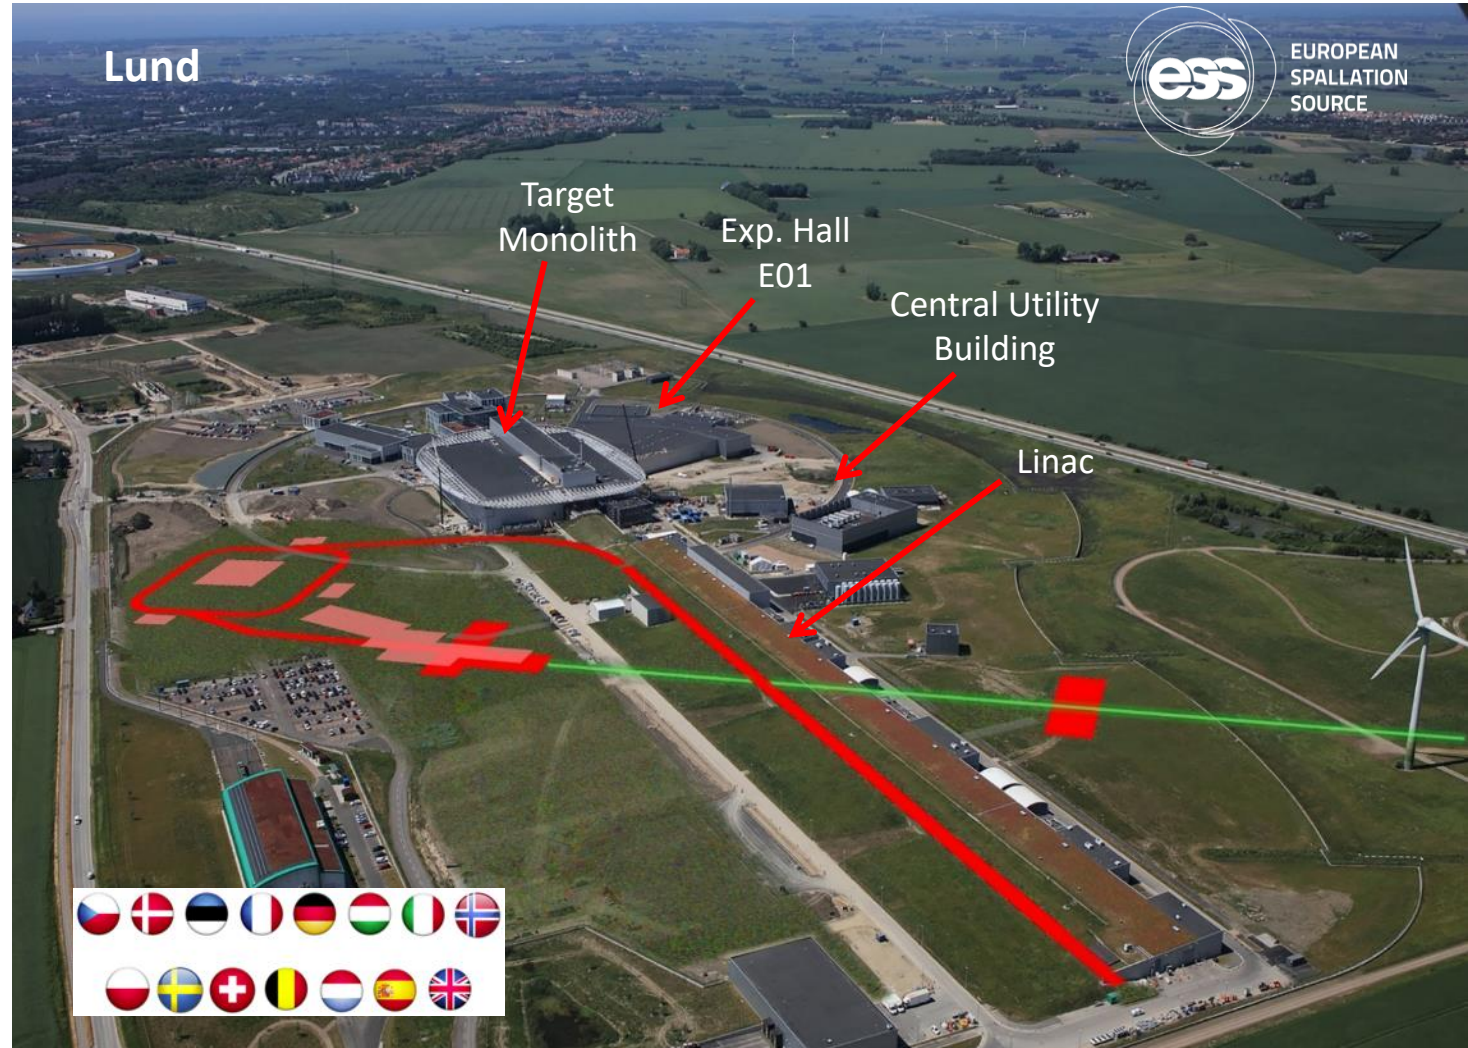 Lund
ess
EUROPEAN
SPALLATION
SOURCE
Target
Monolith
Exp. Hall
E01
Central Utility
Building
Linac